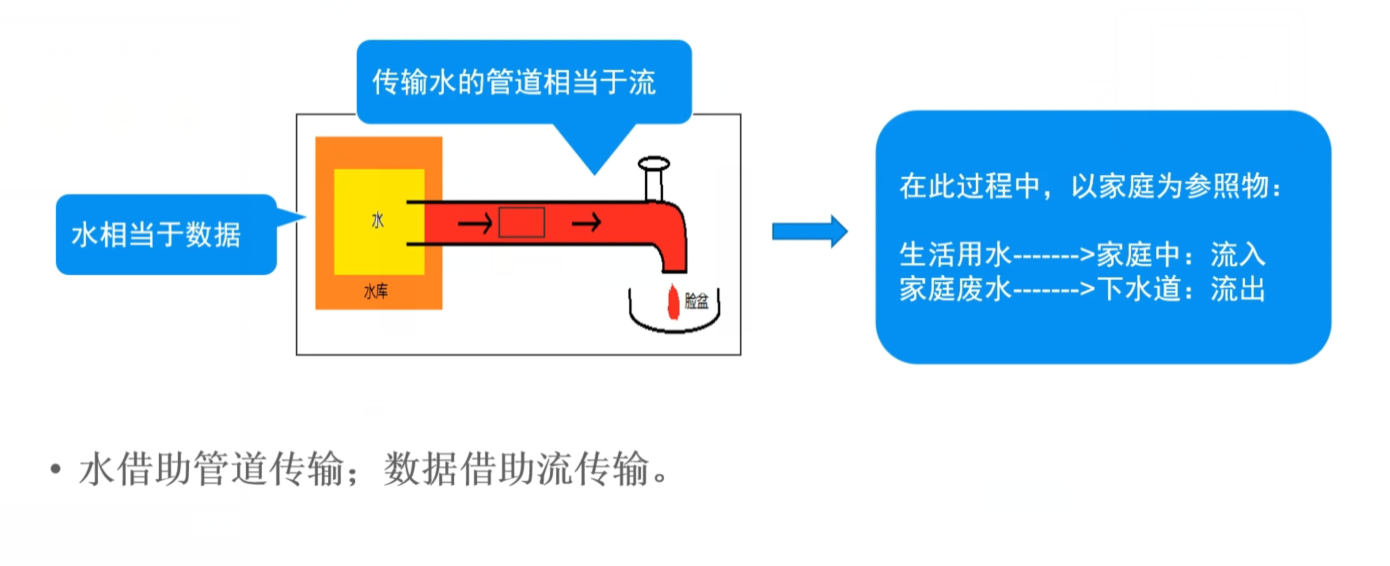 传输水的管道相当于流
水相当于数据
水
水库
脸盆
在此过程中，以家庭为参照物：
生活用水------->家庭中：流入
家庭废水------->下水道：流出
• 水借助管道传输；数据借助流传输。